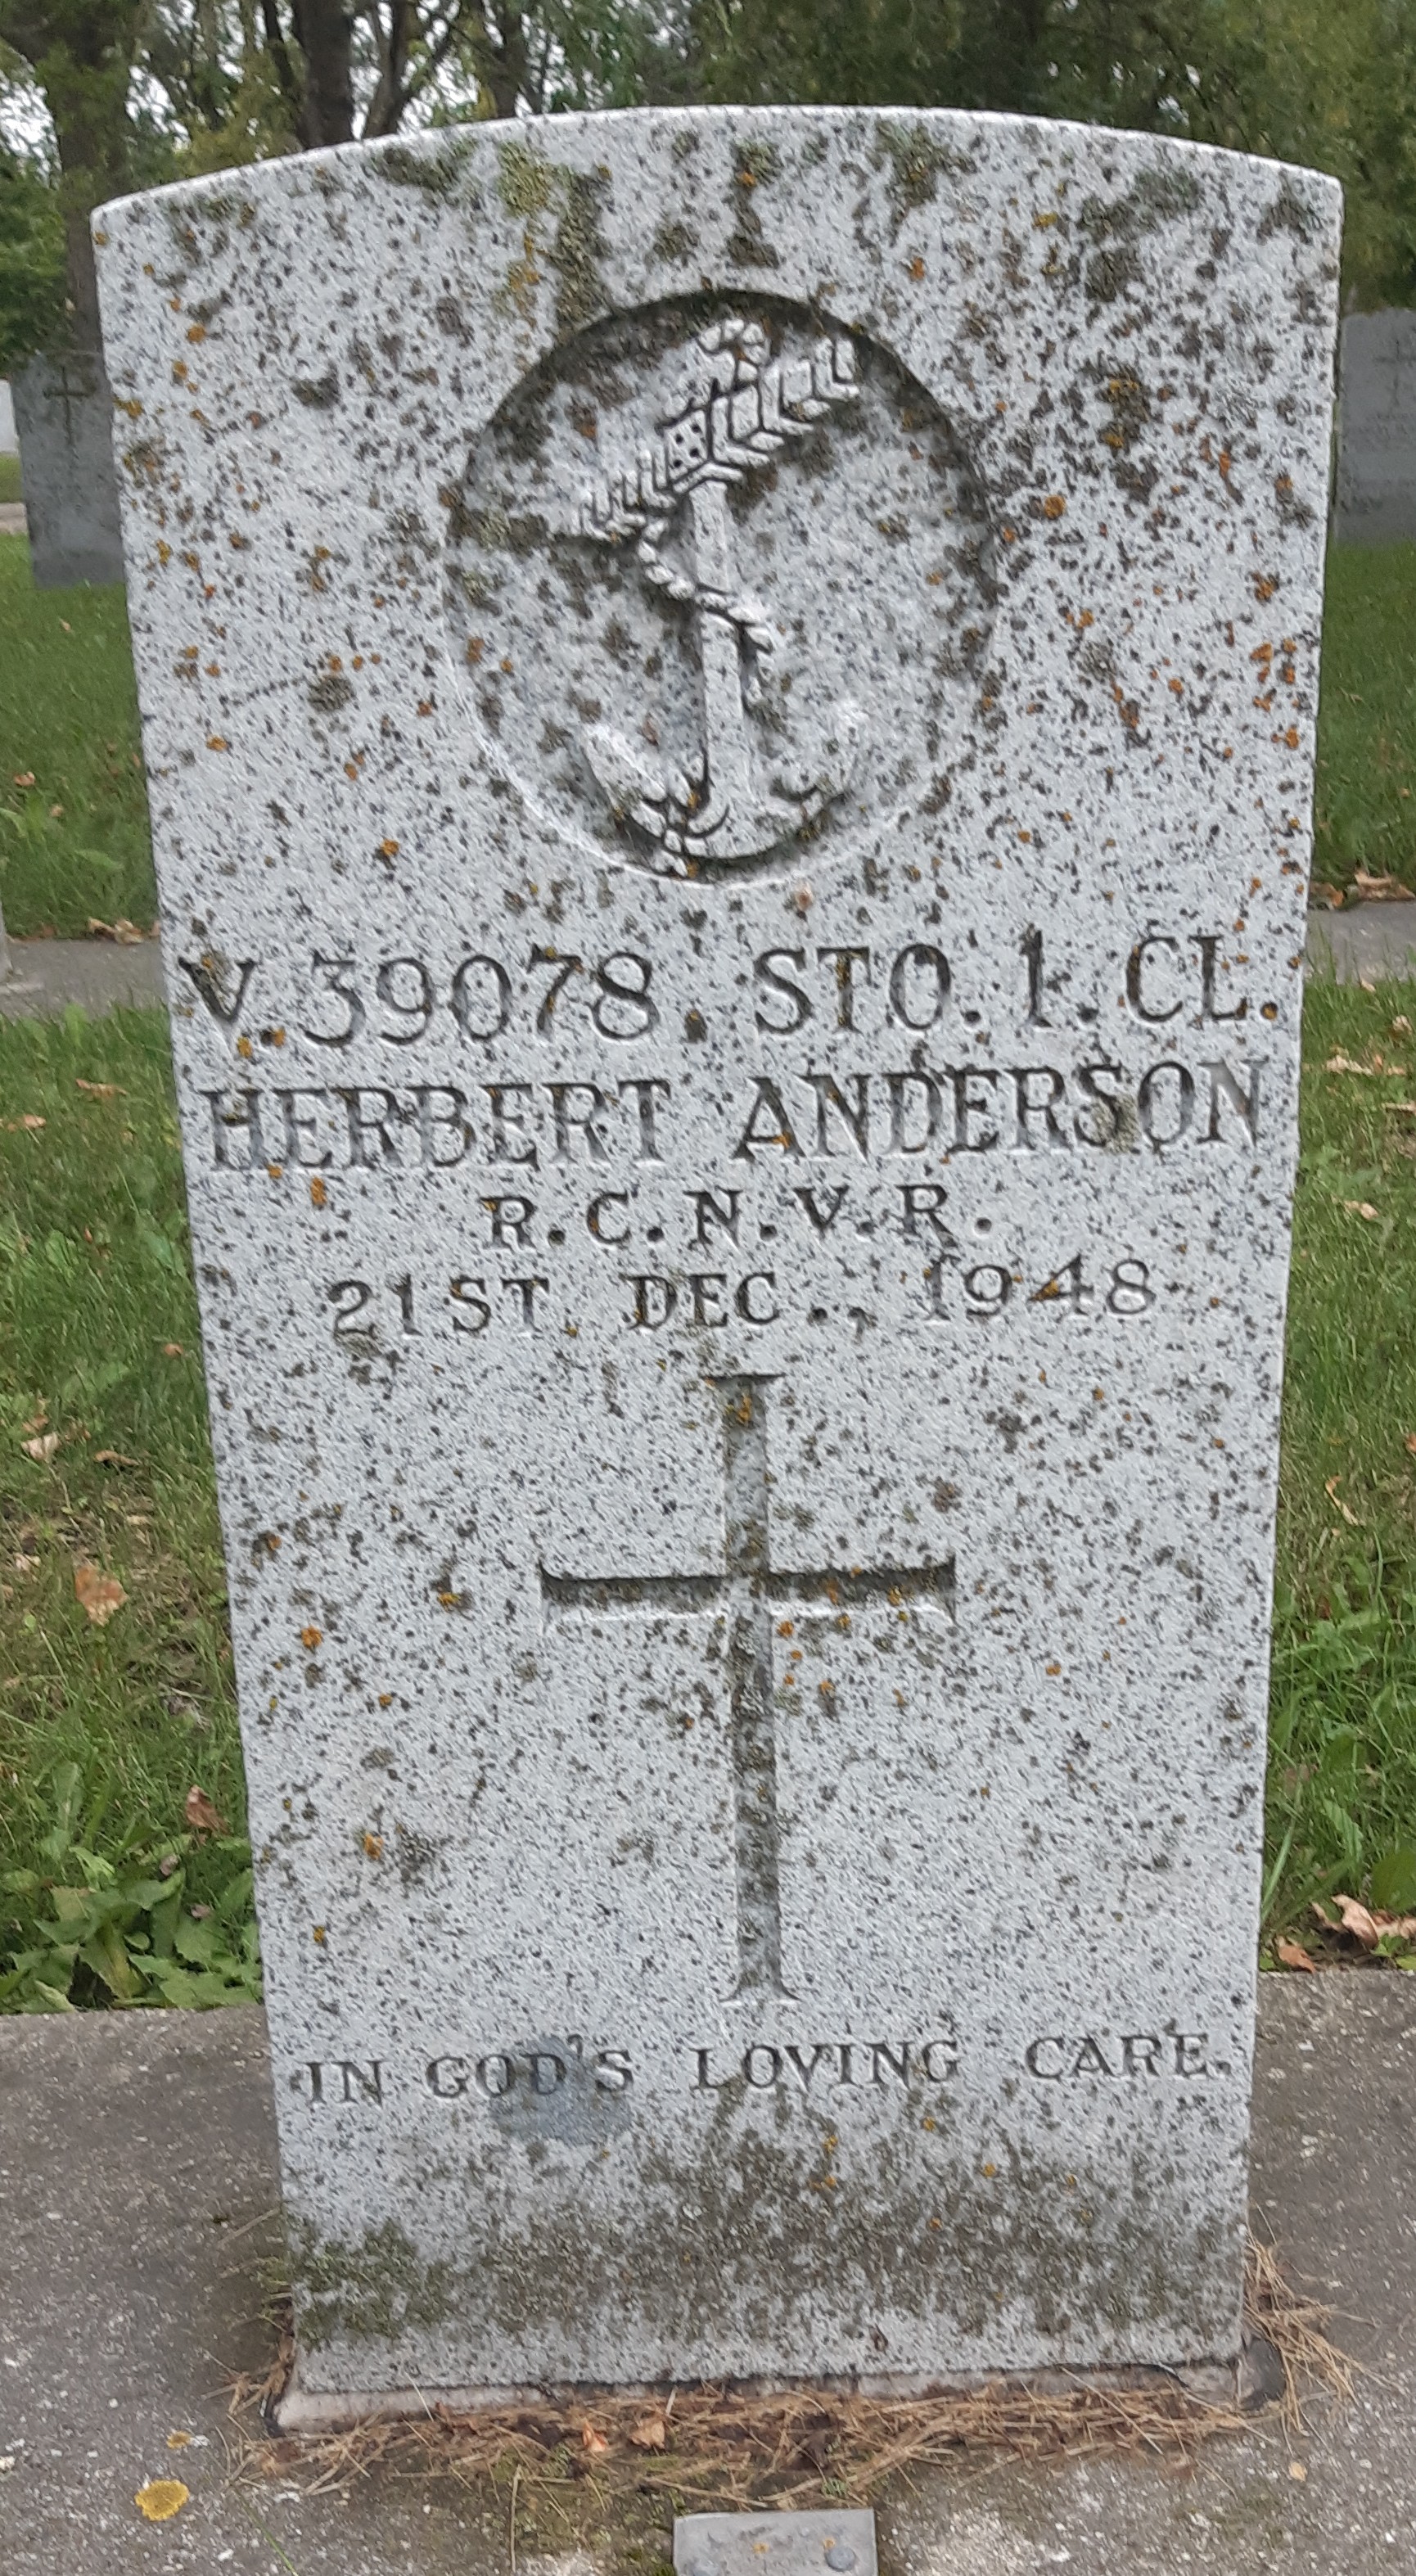 V. 39078. STO. 1. CL.
HERBERT ANDERSON
R.C.N.V.R.
21ST DEC., 1948
IN GOD'S LOVING CARE.